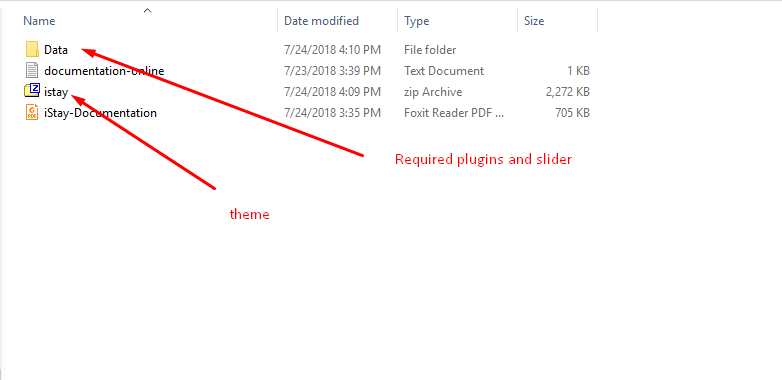 Name Date modified Type Size
Data 7/24/2018 4:10 PM File folder
documentation-online 7/23/2018 3:39 PM Text Document 1 KB
istay 7/24/2018 4:09 PM zip Archive 2,272 KB
iStay-Documentation 7/24/2018 3:35 PM Foxit Reader PDF ... 705 KB
Required plugins and slider
theme